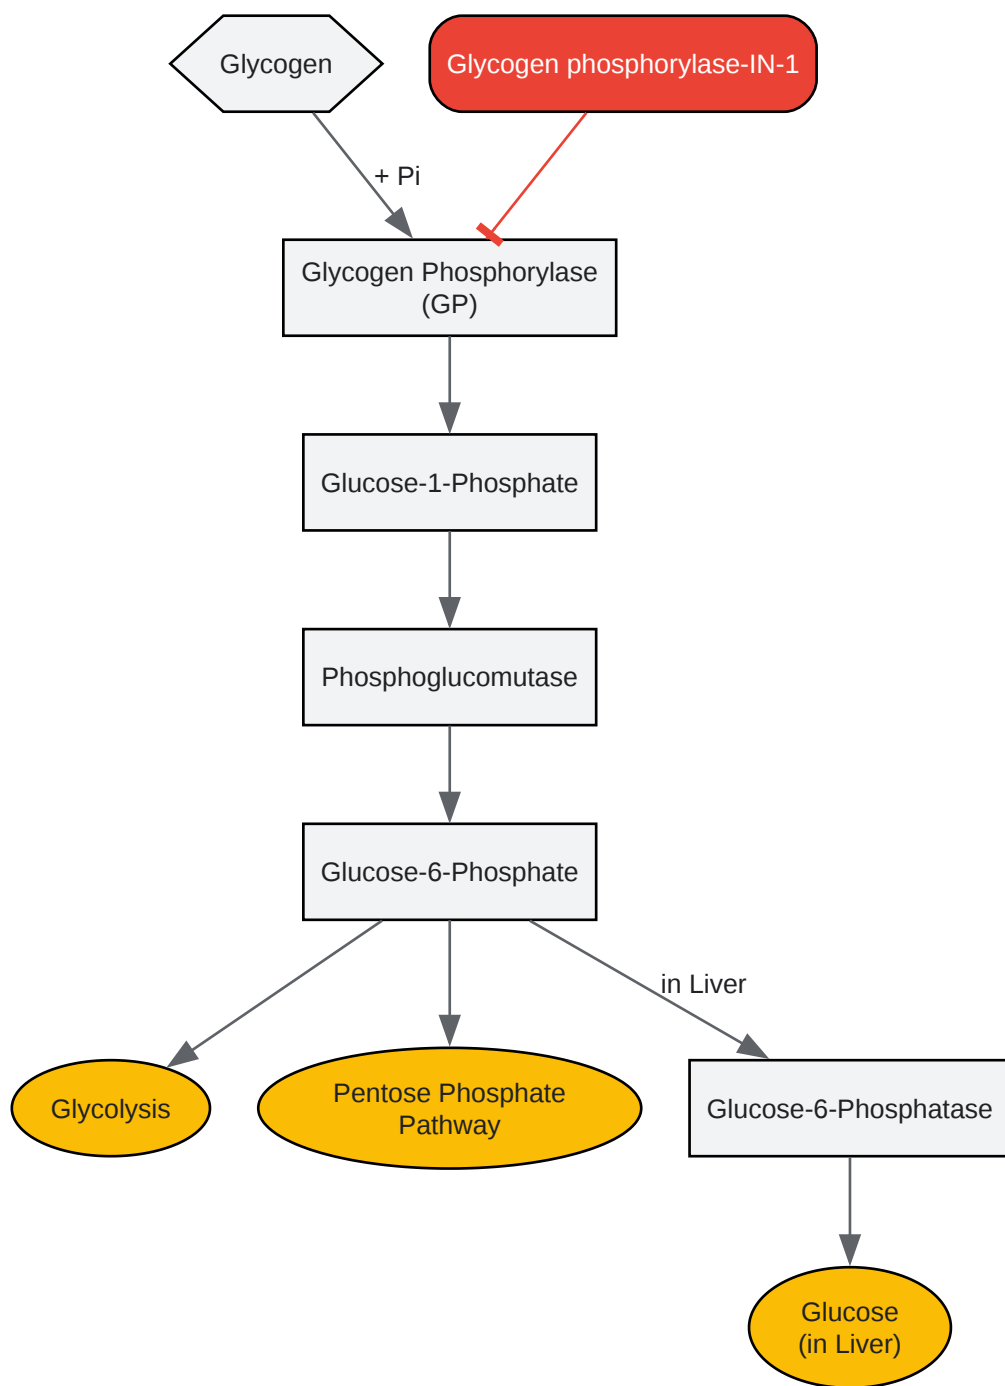 Glycogen
Glycogen phosphorylase-IN-1
+ Pi
Glycogen Phosphorylase
(GP)
Glucose-1-Phosphate
Phosphoglucomutase
Glucose-6-Phosphate
in Liver
Glycolysis
Pentose Phosphate
Pathway
Glucose-6-Phosphatase
Glucose
(in Liver)